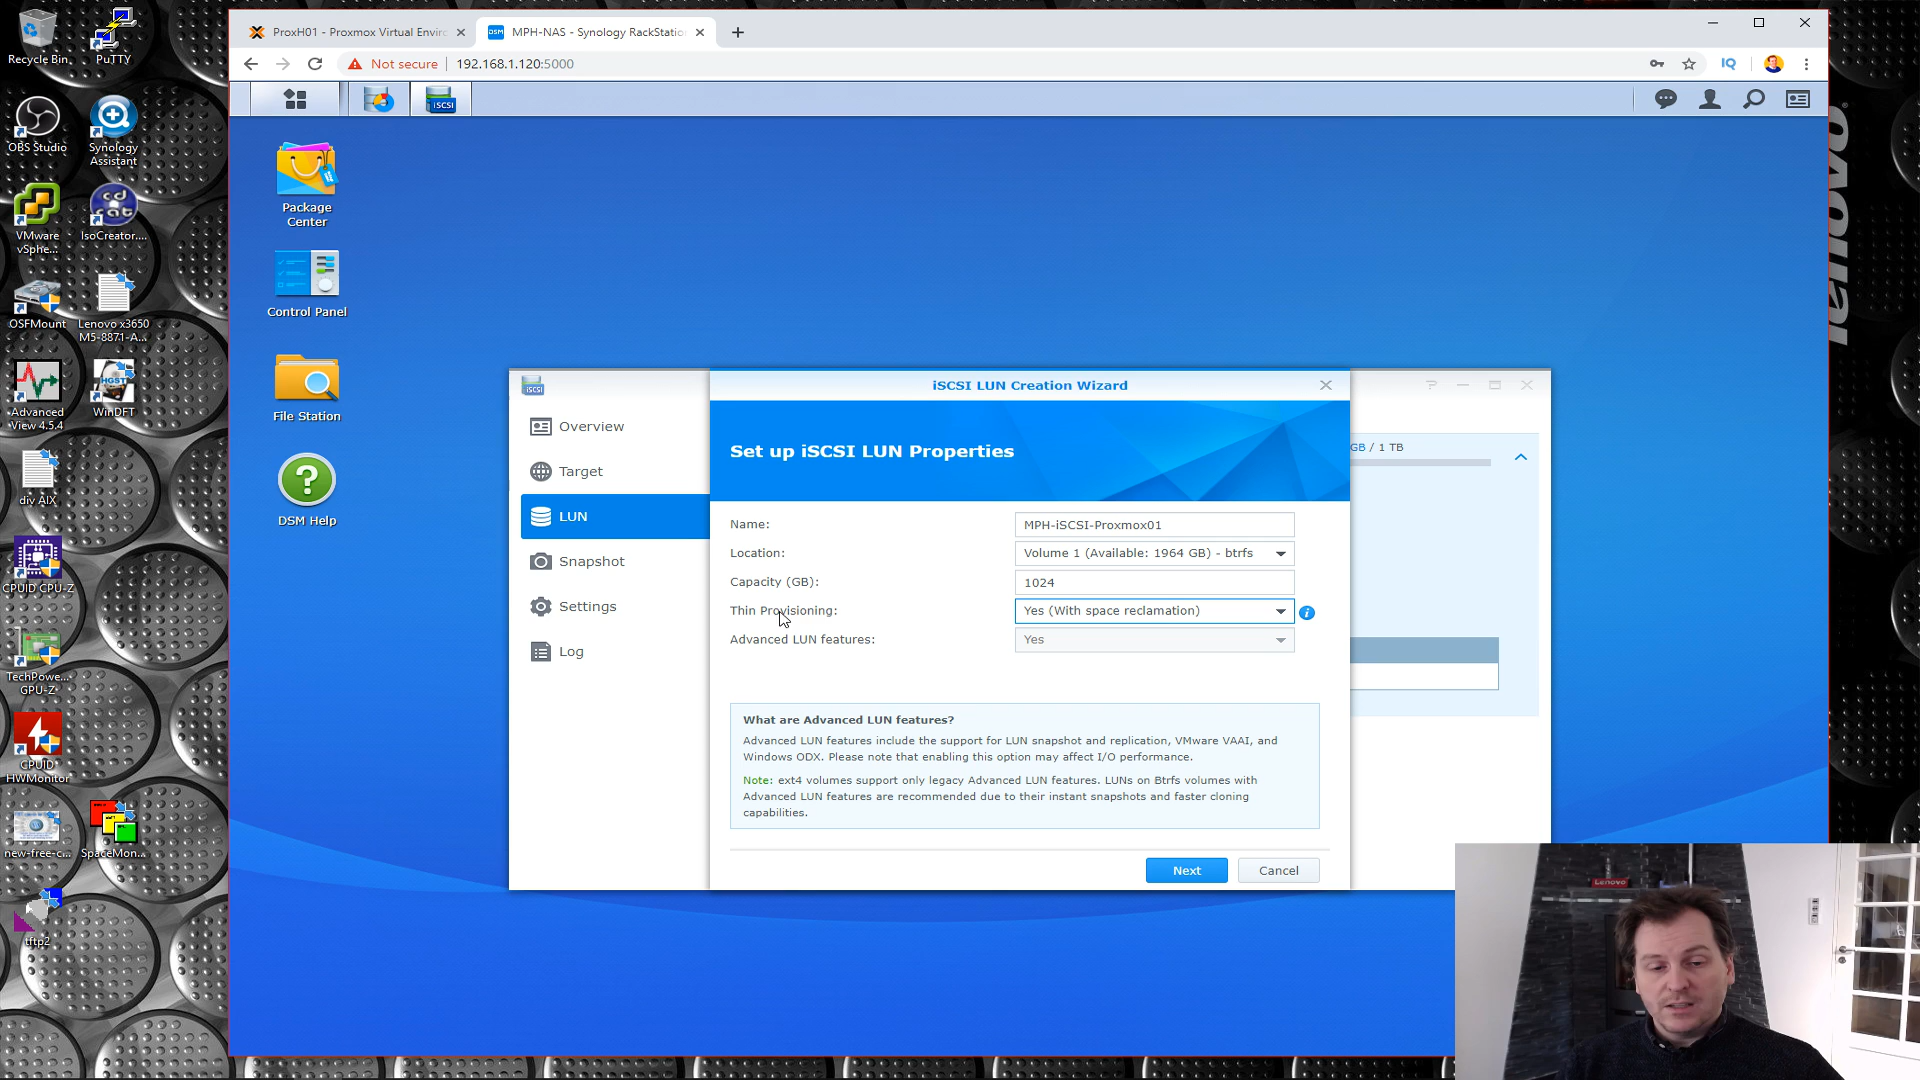 Recycle Bin
PuTTY
OBS Studio
Synology
Assistant
VMware
vSphe...
IsoCreator....
OSFMount
Lenovo x3650
M5-8871-A...
Advanced
View 4.5.4
WinDFT
div AIX
CPUID CPU-Z
TechPowe...
GPU-Z
CPUID
HWMonitor
new-free-c...
SpaceMon...
tftp2
ProxH01 - Proxmox Virtual Enviro
MPH-NAS - Synology RackStatio
Not secure
192.168.1.120:5000
IQ
iSCSI
Package
Center
Control Panel
File Station
DSM Help
iSCSI
Overview
Target
LUN
Snapshot
Settings
Log
iSCSI LUN Creation Wizard
Set up iSCSI LUN Properties
Name:
MPH-iSCSI-Proxmox01
Location:
Volume 1 (Available: 1964 GB) - btrfs
Capacity (GB):
1024
Thin Provisioning:
Yes (With space reclamation)
Advanced LUN features:
Yes
What are Advanced LUN features?
Advanced LUN features include the support for LUN snapshot and replication, VMware VAAI, and
Windows ODX. Please note that enabling this option may affect I/O performance.
Note: ext4 volumes support only legacy Advanced LUN features. LUNs on Btrfs volumes with
Advanced LUN features are recommended due to their instant snapshots and faster cloning
capabilities.
Next
Cancel
GB / 1 TB
Lenovo